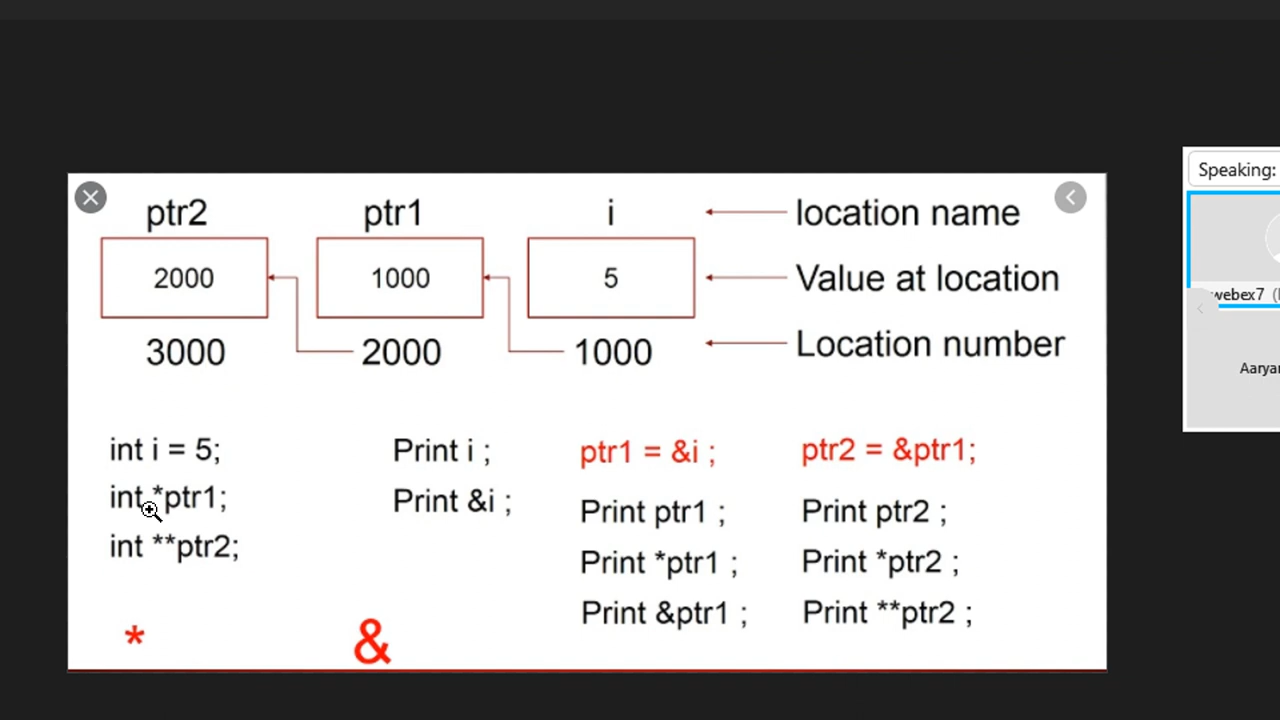 ptr2 ptr1 i location name
2000 1000 5 Value at location
3000 2000 1000 Location number
int i = 5; Print i ; ptr1 = &i ; ptr2 = &ptr1;
int *ptr1; Print &i ; Print ptr1 ; Print ptr2 ;
int **ptr2; Print *ptr1 ; Print *ptr2 ;
Print &ptr1 ; Print **ptr2 ;
* &
Speaking:
webex7